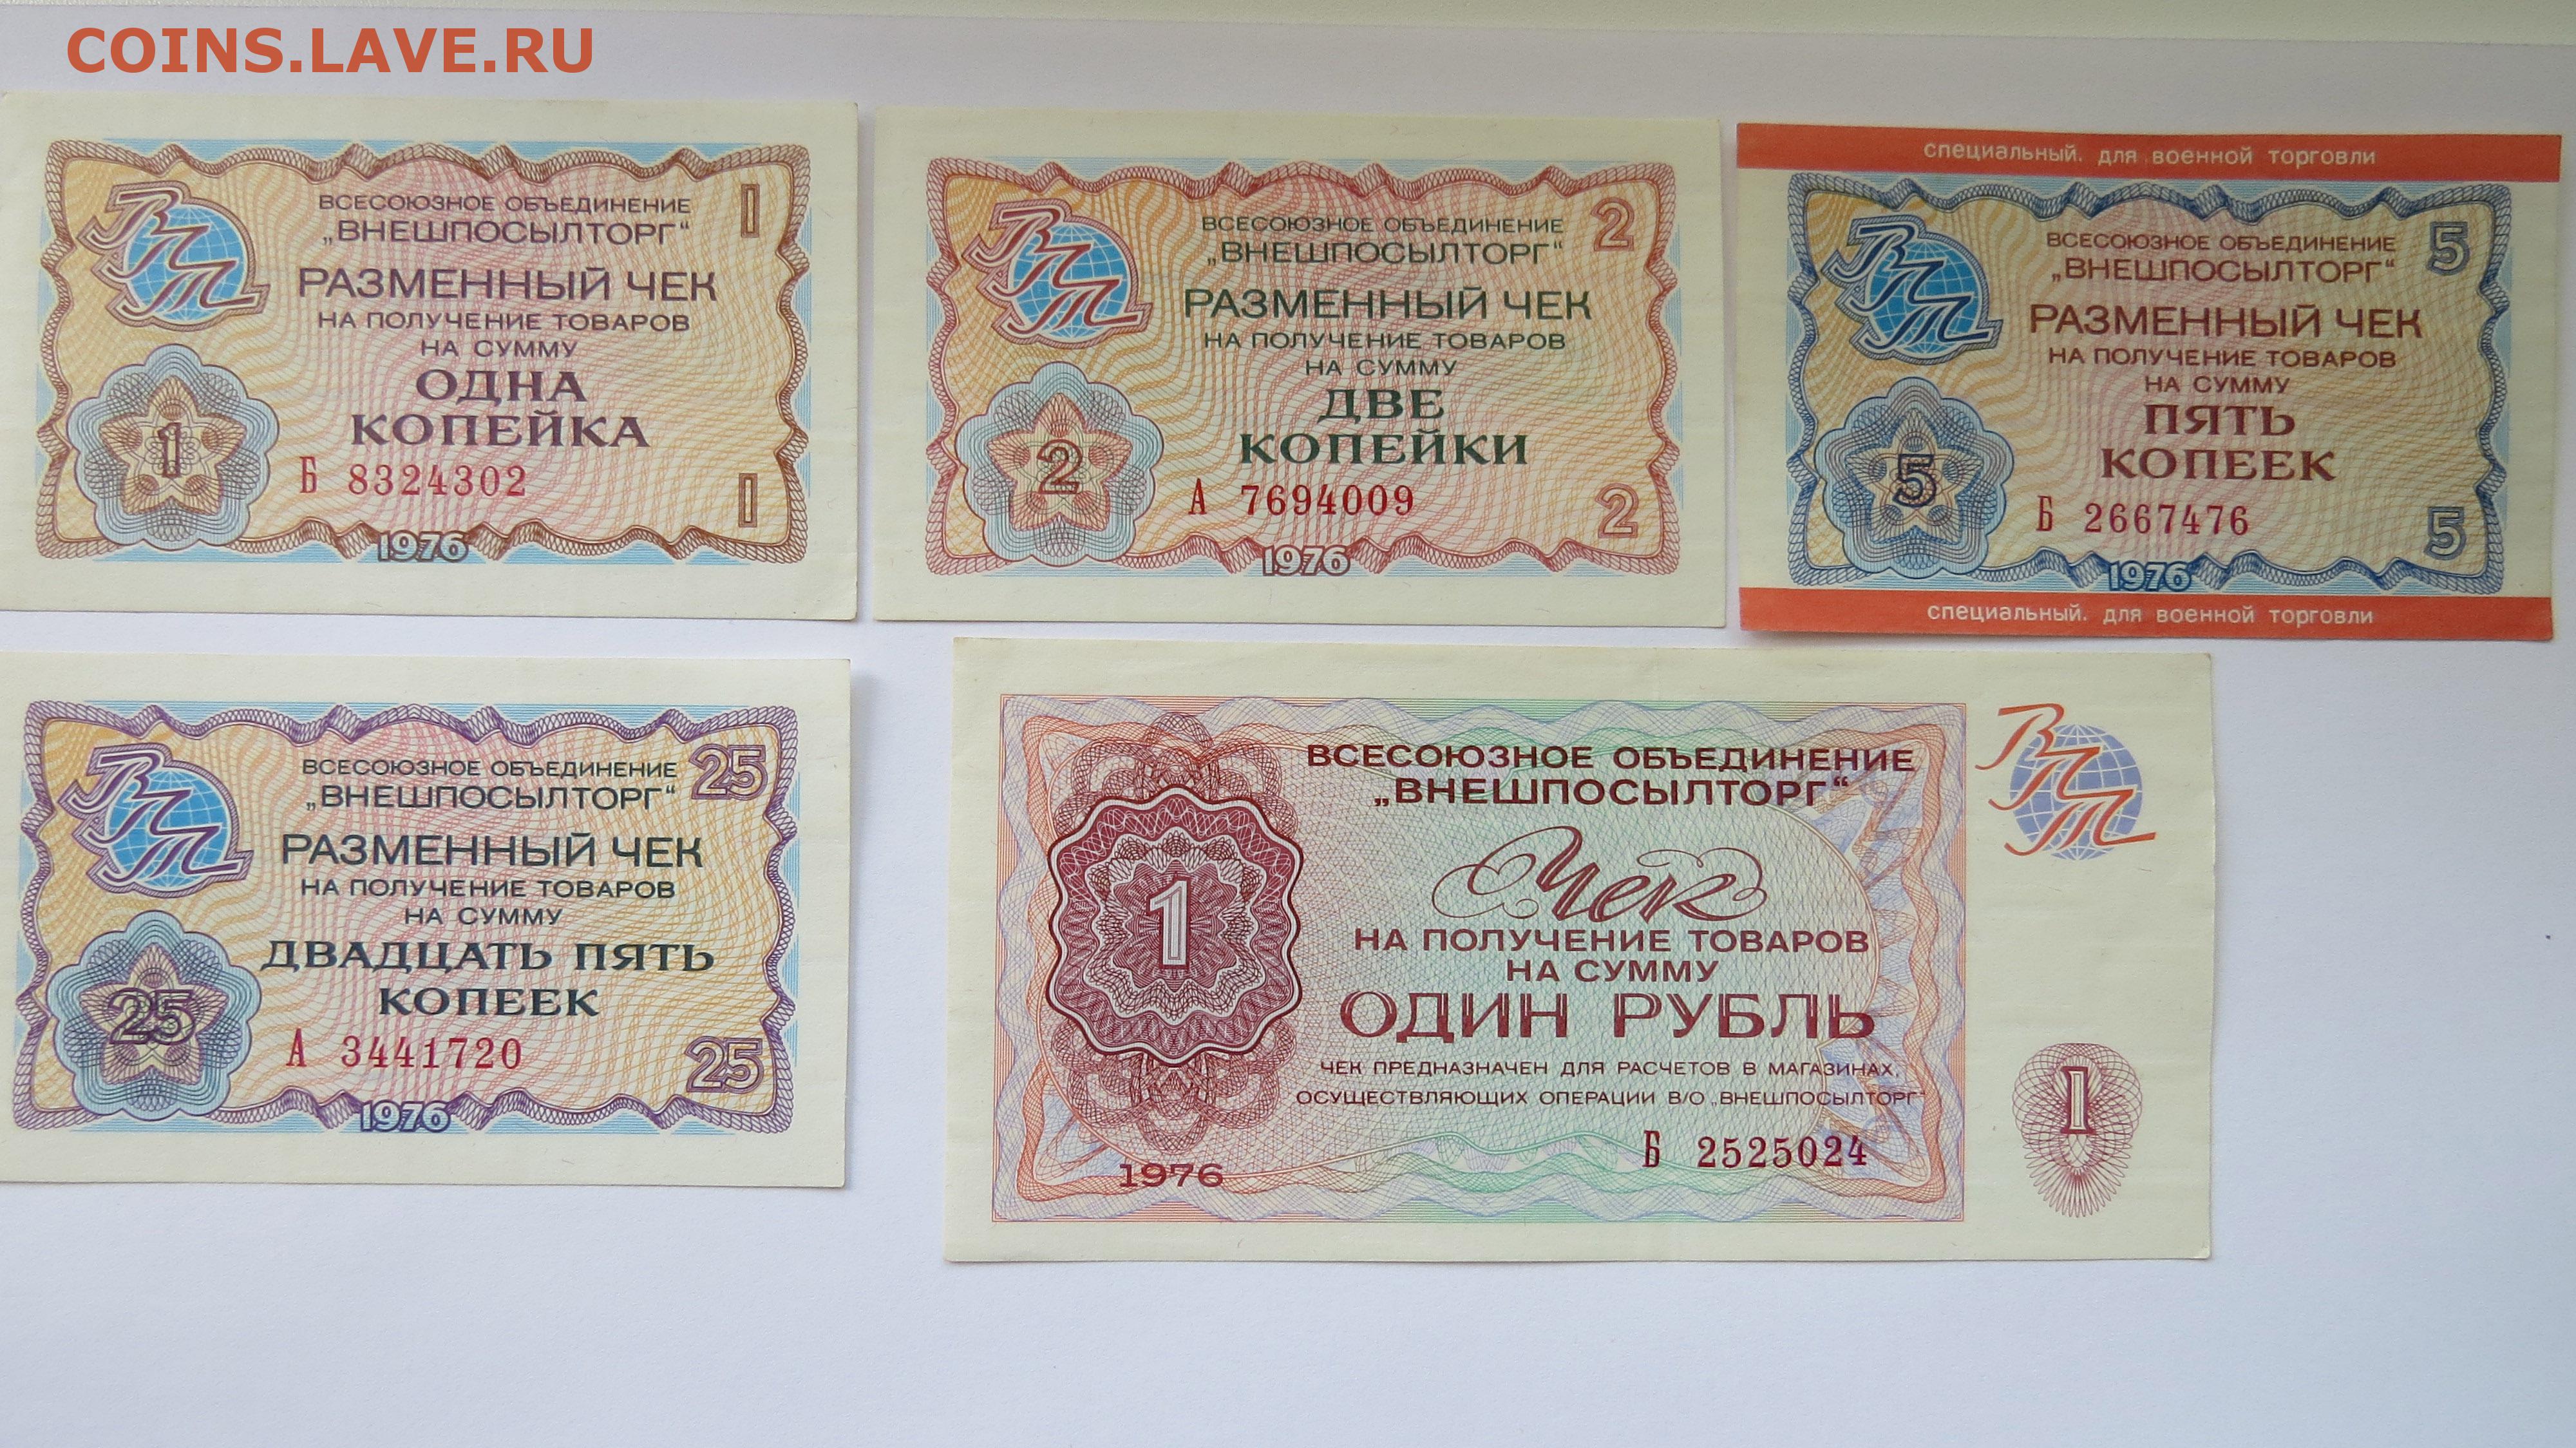 COINS.LAVE.RU
ВСЕСОЮЗНОЕ ОБЪЕДИНЕНИЕ
„ВНЕШПОСЫЛТОРГ“
1
ВПТ
РАЗМЕННЫЙ ЧЕК
НА ПОЛУЧЕНИЕ ТОВАРОВ
НА СУММУ
ОДНА
КОПЕЙКА
1
Б 8324302
1
1976
ВСЕСОЮЗНОЕ ОБЪЕДИНЕНИЕ
„ВНЕШПОСЫЛТОРГ“
2
ВПТ
РАЗМЕННЫЙ ЧЕК
НА ПОЛУЧЕНИЕ ТОВАРОВ
НА СУММУ
ДВЕ
КОПЕЙКИ
2
А 7694009
2
1976
специальный. для военной торговли
ВСЕСОЮЗНОЕ ОБЪЕДИНЕНИЕ
„ВНЕШПОСЫЛТОРГ“
5
ВПТ
РАЗМЕННЫЙ ЧЕК
НА ПОЛУЧЕНИЕ ТОВАРОВ
НА СУММУ
ПЯТЬ
КОПЕЕК
5
Б 2667476
5
1976
специальный. для военной торговли
ВСЕСОЮЗНОЕ ОБЪЕДИНЕНИЕ
„ВНЕШПОСЫЛТОРГ“
25
ВПТ
РАЗМЕННЫЙ ЧЕК
НА ПОЛУЧЕНИЕ ТОВАРОВ
НА СУММУ
ДВАДЦАТЬ ПЯТЬ
КОПЕЕК
25
А 3441720
25
1976
ВСЕСОЮЗНОЕ ОБЪЕДИНЕНИЕ
„ВНЕШПОСЫЛТОРГ“
ВПТ
Чек
1
НА ПОЛУЧЕНИЕ ТОВАРОВ
НА СУММУ
ОДИН РУБЛЬ
ЧЕК ПРЕДНАЗНАЧЕН ДЛЯ РАСЧЕТОВ В МАГАЗИНАХ,
ОСУЩЕСТВЛЯЮЩИХ ОПЕРАЦИИ В/О „ВНЕШПОСЫЛТОРГ“
1
Б 2525024
1976